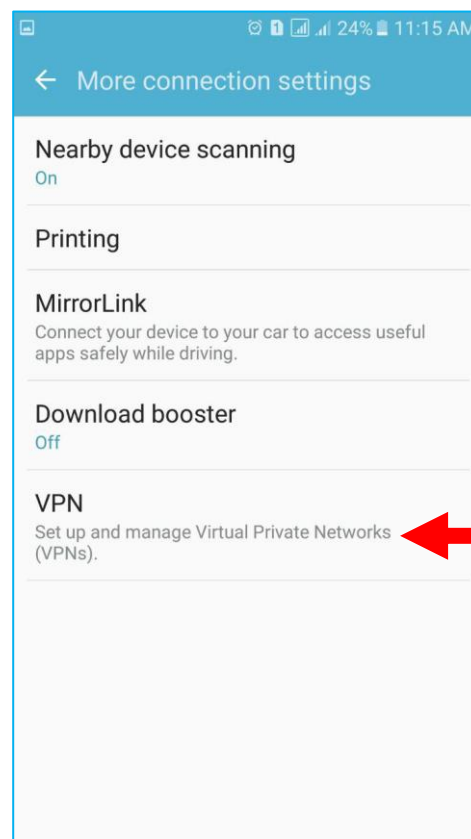 1 24% 11:15 AM
More connection settings
Nearby device scanning
On
Printing
MirrorLink
Connect your device to your car to access useful
apps safely while driving.
Download booster
Off
VPN
Set up and manage Virtual Private Networks
(VPNs).